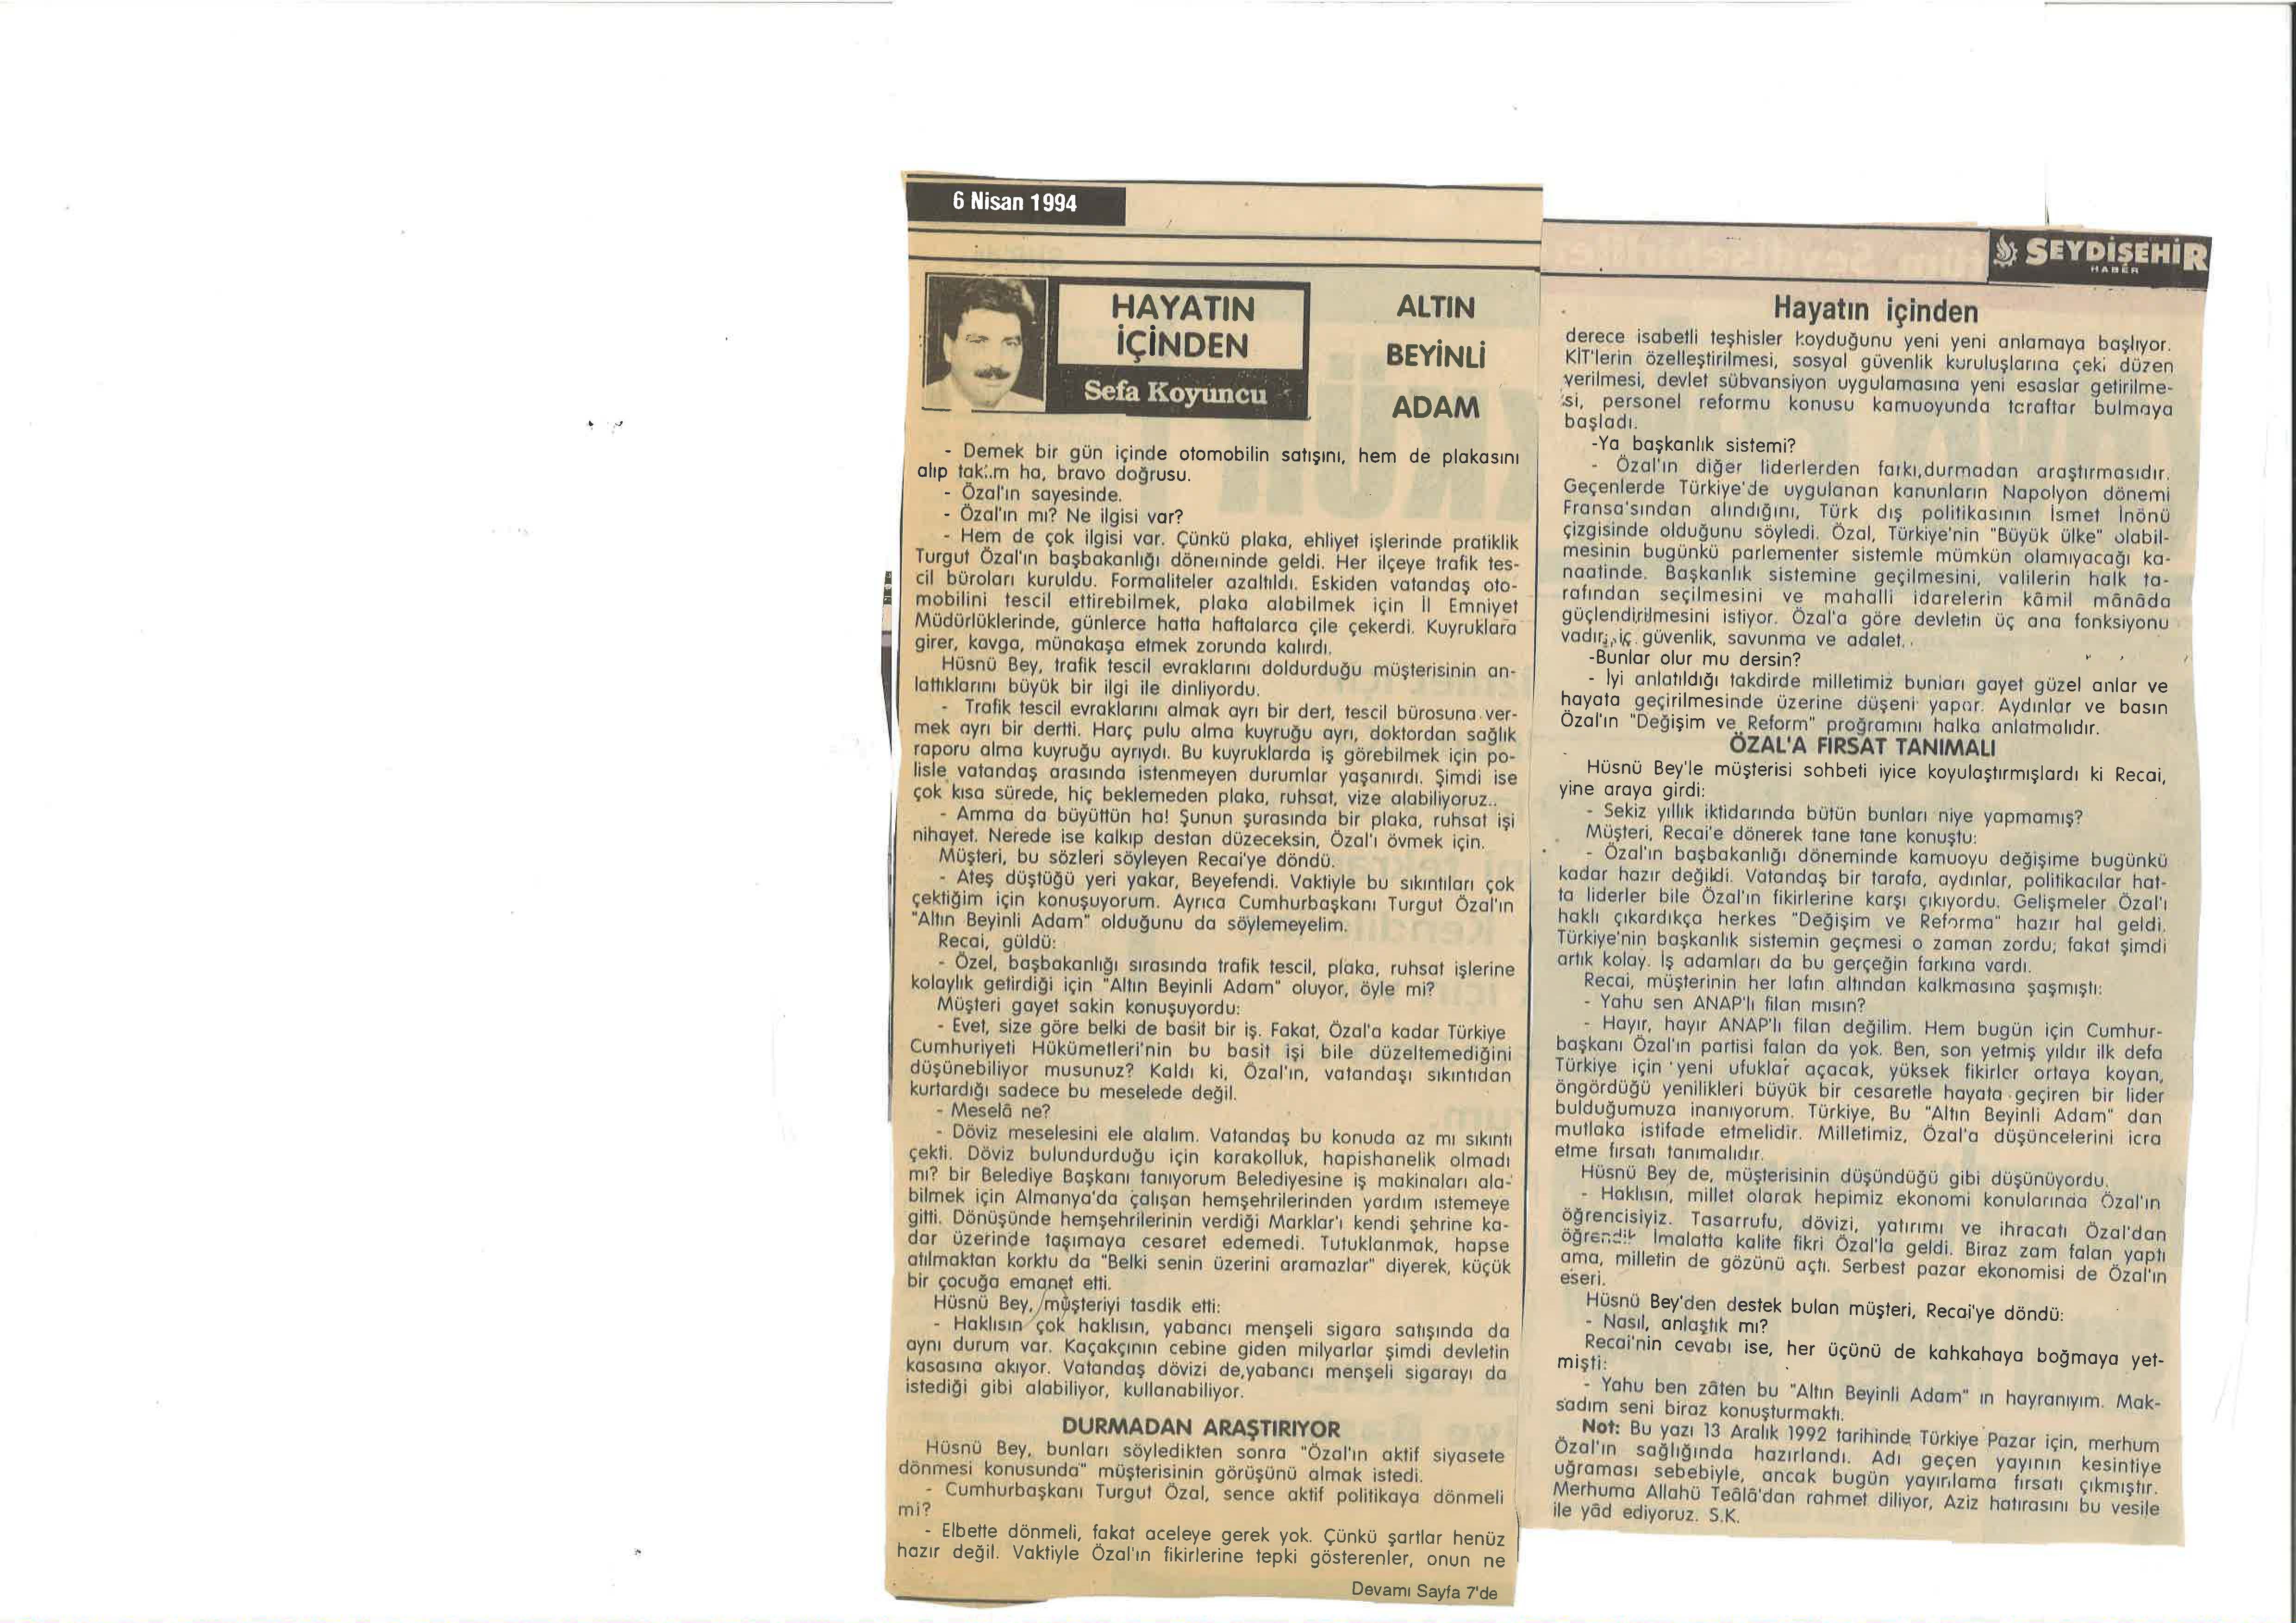 6 Nisan 1994
HAYATIN
İÇİNDEN
Sefa Koyuncu
ALTIN
BEYİNLİ
ADAM
- Demek bir gün içinde otomobilin satışını, hem de plakasını
alıp ha, bravo doğrusu.
- Özal'ın sayesinde.
- Özal'ın mı? Ne ilgisi var?
- Hem de çok ilgisi var. Çünkü plaka, ehliyet işlerinde pratiklik
Turgut Özal'ın başbakanlığı döneminde geldi. Her ilçeye trafik tes-
cil büroları kuruldu. Formaliteler azaltıldı. Eskiden vatandaş oto-
mobilini tescil ettirebilmek, plaka alabilmek için İl Emniyet
Müdürlüklerinde, günlerce hatta haftalarca çile çekerdi. Kuyruklara
girer, kavga, münakaşa etmek zorunda kalırdı.
Hüsnü Bey, trafik tescil evraklarını doldurduğu müşterisinin an-
lattıklarını büyük bir ilgi ile dinliyordu.
- Trafik tescil evraklarını almak ayrı bir dert, tescil bürosuna ver-
mek ayrı bir dertti. Harç pulu alma kuyruğu ayrı, doktordan sağlık
raporu alma kuyruğu ayrıydı. Bu kuyruklarda iş görebilmek için po-
lisle vatandaş arasında istenmeyen durumlar yaşanırdı. Şimdi ise
çok kısa sürede, hiç beklemeden plaka, ruhsat, vize alabiliyoruz..
- Amma da büyüttün ha! Şunun şurasında bir plaka, ruhsat işi
nihayet. Nerede ise kalkıp destan düzeceksin, Özal'ı övmek için.
Müşteri, bu sözleri söyleyen Recai'ye döndü.
- Ateş düştüğü yeri yakar, Beyefendi. Vaktiyle bu sıkıntıları çok
çektiğim için konuşuyorum. Ayrıca Cumhurbaşkanı Turgut Özal'ın
"Altın Beyinli Adam" olduğunu da söylemeyelim.
Recai, güldü:
- Özel, başbakanlığı sırasında trafik tescil, plaka, ruhsat işlerine
kolaylık getirdiği için "Altın Beyinli Adam" oluyor, öyle mi?
Müşteri gayet sakin konuşuyordu:
- Evet, size göre belki de basit bir iş. Fakat, Özal'a kadar Türkiye
Cumhuriyeti Hükümetleri'nin bu basit işi bile düzeltemediğini
düşünebiliyor musunuz? Kaldı ki, Özal'ın, vatandaşı sıkıntıdan
kurtardığı sadece bu meselede değil.
- Meselâ ne?
- Döviz meselesini ele alalım. Vatandaş bu konuda az mı sıkıntı
çekti. Döviz bulundurduğu için karakolluk, hapishanelik olmadı
mı? bir Belediye Başkanı tanıyorum Belediyesine iş makinaları ala-
bilmek için Almanya'da çalışan hemşehrilerinden yardım istemeye
gitti. Dönüşünde hemşehrilerinin verdiği Marklar'ı kendi şehrine ka-
dar üzerinde taşımaya cesaret edemedi. Tutuklanmak, hapse
atılmaktan korktu da "Belki senin üzerini aramazlar" diyerek, küçük
bir çocuğa emanet etti.
Hüsnü Bey, müşteriyi tasdik etti:
- Haklısın çok haklısın, yabancı menşeli sigara satışında da
aynı durum var. Kaçakçının cebine giden milyarlar şimdi devletin
kasasına akıyor. Vatandaş dövizi de,yabancı menşeli sigarayı da
istediği gibi alabiliyor, kullanabiliyor.
DURMADAN ARAŞTIRIYOR
Hüsnü Bey, bunları söyledikten sonra "Özal'ın aktif siyasete
dönmesi konusunda" müşterisinin görüşünü almak istedi.
- Cumhurbaşkanı Turgut Özal, sence aktif politikaya dönmeli
mi?
- Elbette dönmeli, fakat aceleye gerek yok. Çünkü şartlar henüz
hazır değil. Vaktiyle Özal'ın fikirlerine tepki gösterenler, onun ne
Devamı Sayfa 7'de
SEYDİŞEHİR
HABER
Hayatın içinden
derece isabetli teşhisler koyduğunu yeni yeni anlamaya başlıyor.
KİT'lerin özelleştirilmesi, sosyal güvenlik kuruluşlarına çeki düzen
verilmesi, devlet sübvansiyon uygulamasına yeni esaslar getirilme-
si, personel reformu konusu kamuoyunda taraftar bulmaya
başladı.
-Ya başkanlık sistemi?
- Özal'ın diğer liderlerden farkı,durmadan araştırmasıdır.
Geçenlerde Türkiye'de uygulanan kanunların Napolyon dönemi
Fransa'sından alındığını, Türk dış politikasının İsmet İnönü
çizgisinde olduğunu söyledi. Özal, Türkiye'nin "Büyük ülke" olabil-
mesinin bugünkü parlementer sistemle mümkün olamıyacağı ka-
naatinde. Başkanlık sistemine geçilmesini, valilerin halk ta-
rafından seçilmesini ve mahalli idarelerin kâmil mânâda
güçlendirilmesini istiyor. Özal'a göre devletin üç ana fonksiyonu
vadır; iç güvenlik, savunma ve adalet.
-Bunlar olur mu dersin?
- İyi anlatıldığı takdirde milletimiz bunları gayet güzel anlar ve
hayata geçirilmesinde üzerine düşeni yapar. Aydınlar ve basın
Özal'ın "Değişim ve Reform" proğramını halka anlatmalıdır.
ÖZAL'A FIRSAT TANIMALI
Hüsnü Bey'le müşterisi sohbeti iyice koyulaştırmışlardı ki Recai,
yine araya girdi:
- Sekiz yıllık iktidarında bütün bunları niye yapmamış?
Müşteri, Recai'e dönerek tane tane konuştu:
- Özal'ın başbakanlığı döneminde kamuoyu değişime bugünkü
kadar hazır değildi. Vatandaş bir tarafa, aydınlar, politikacılar hat-
ta liderler bile Özal'ın fikirlerine karşı çıkıyordu. Gelişmeler Özal'ı
haklı çıkardıkça herkes "Değişim ve Reforma" hazır hal geldi.
Türkiye'nin başkanlık sistemin geçmesi o zaman zordu; fakat şimdi
artık kolay. İş adamları da bu gerçeğin farkına vardı.
Recai, müşterinin her lafın altından kalkmasına şaşmıştı:
- Yahu sen ANAP'lı filan mısın?
- Hayır, hayır ANAP'lı filan değilim. Hem bugün için Cumhur-
başkanı Özal'ın partisi falan da yok. Ben, son yetmiş yıldır ilk defa
Türkiye için yeni ufuklar açacak, yüksek fikirler ortaya koyan,
öngördüğü yenilikleri büyük bir cesaretle hayata geçiren bir lider
bulduğumuza inanıyorum. Türkiye, Bu "Altın Beyinli Adam" dan
mutlaka istifade etmelidir. Milletimiz, Özal'a düşüncelerini icra
etme fırsatı tanımalıdır.
Hüsnü Bey de, müşterisinin düşündüğü gibi düşünüyordu.
- Haklısın, millet olarak hepimiz ekonomi konularında Özal'ın
öğrencisiyiz. Tasarrufu, dövizi, yatırımı ve ihracatı Özal'dan
öğrendik İmalatta kalite fikri Özal'la geldi. Biraz zam falan yaptı
ama, milletin de gözünü açtı. Serbest pazar ekonomisi de Özal'ın
eseri.
Hüsnü Bey'den destek bulan müşteri, Recai'ye döndü:
- Nasıl, anlaştık mı?
Recai'nin cevabı ise, her üçünü de kahkahaya boğmaya yet-
mişti:
- Yahu ben zâten bu "Altın Beyinli Adam" ın hayranıyım. Mak-
sadım seni biraz konuşturmaktı.
Not: Bu yazı 13 Aralık 1992 tarihinde Türkiye Pazar için, merhum
Özal'ın sağlığında hazırlandı. Adı geçen yayının kesintiye
uğraması sebebiyle, ancak bugün yayınlama fırsatı çıkmıştır.
Merhuma Allahü Teâlâ'dan rahmet diliyor, Aziz hatırasını bu vesile
ile yâd ediyoruz. S.K.